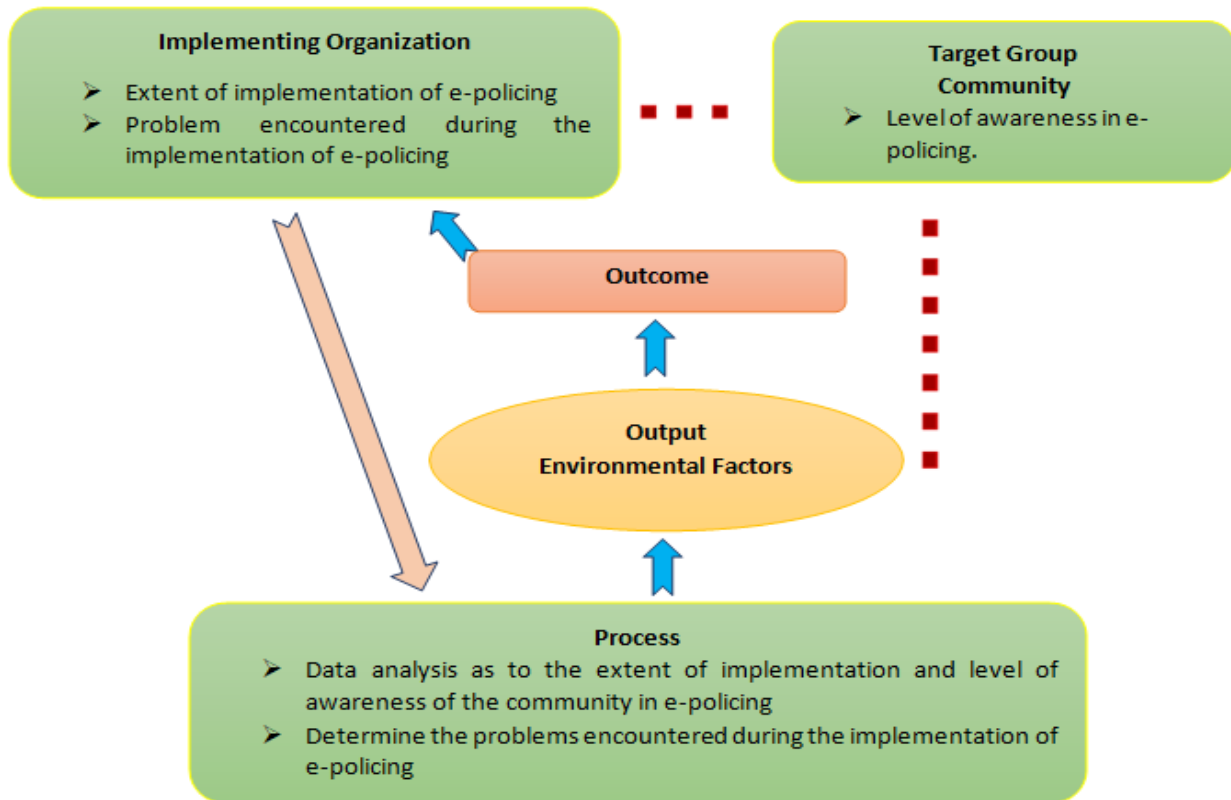 Implementing Organization
➤ Extent of implementation of e-policing
➤ Problem encountered during the
implementation of e-policing
Target Group
Community
➤ Level of awareness in e-
policing.
Outcome
Output
Environmental Factors
Process
➤ Data analysis as to the extent of implementation and level of
awareness of the community in e-policing
➤ Determine the problems encountered during the implementation of
e-policing